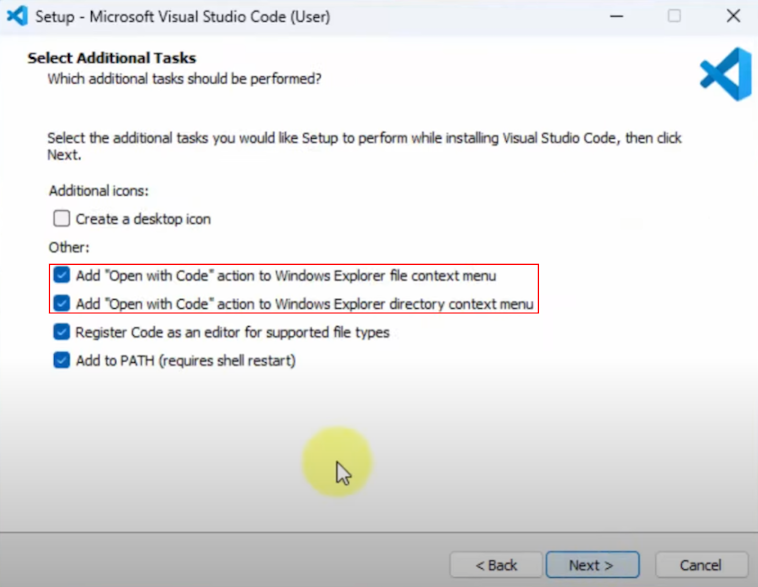 Setup - Microsoft Visual Studio Code (User)
Select Additional Tasks
Which additional tasks should be performed?
Select the additional tasks you would like Setup to perform while installing Visual Studio Code, then click
Next.
Additional icons:
Create a desktop icon
Other:
Add "Open with Code" action to Windows Explorer file context menu
Add "Open with Code" action to Windows Explorer directory context menu
Register Code as an editor for supported file types
Add to PATH (requires shell restart)
< Back
Next >
Cancel